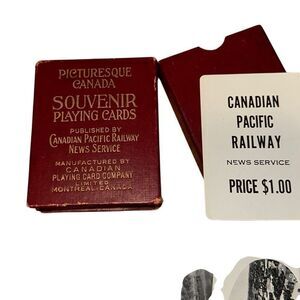 PICTURESQUE
CANADA
SOUVENIR
PLAYING CARDS
PUBLISHED BY
CANADIAN PACIFIC RAILWAY
NEWS SERVICE
MANUFACTURED BY
CANADIAN
PLAYING CARD COMPANY
LIMITED
MONTREAL, CANADA
CANADIAN
PACIFIC
RAILWAY
NEWS SERVICE
PRICE $1.00